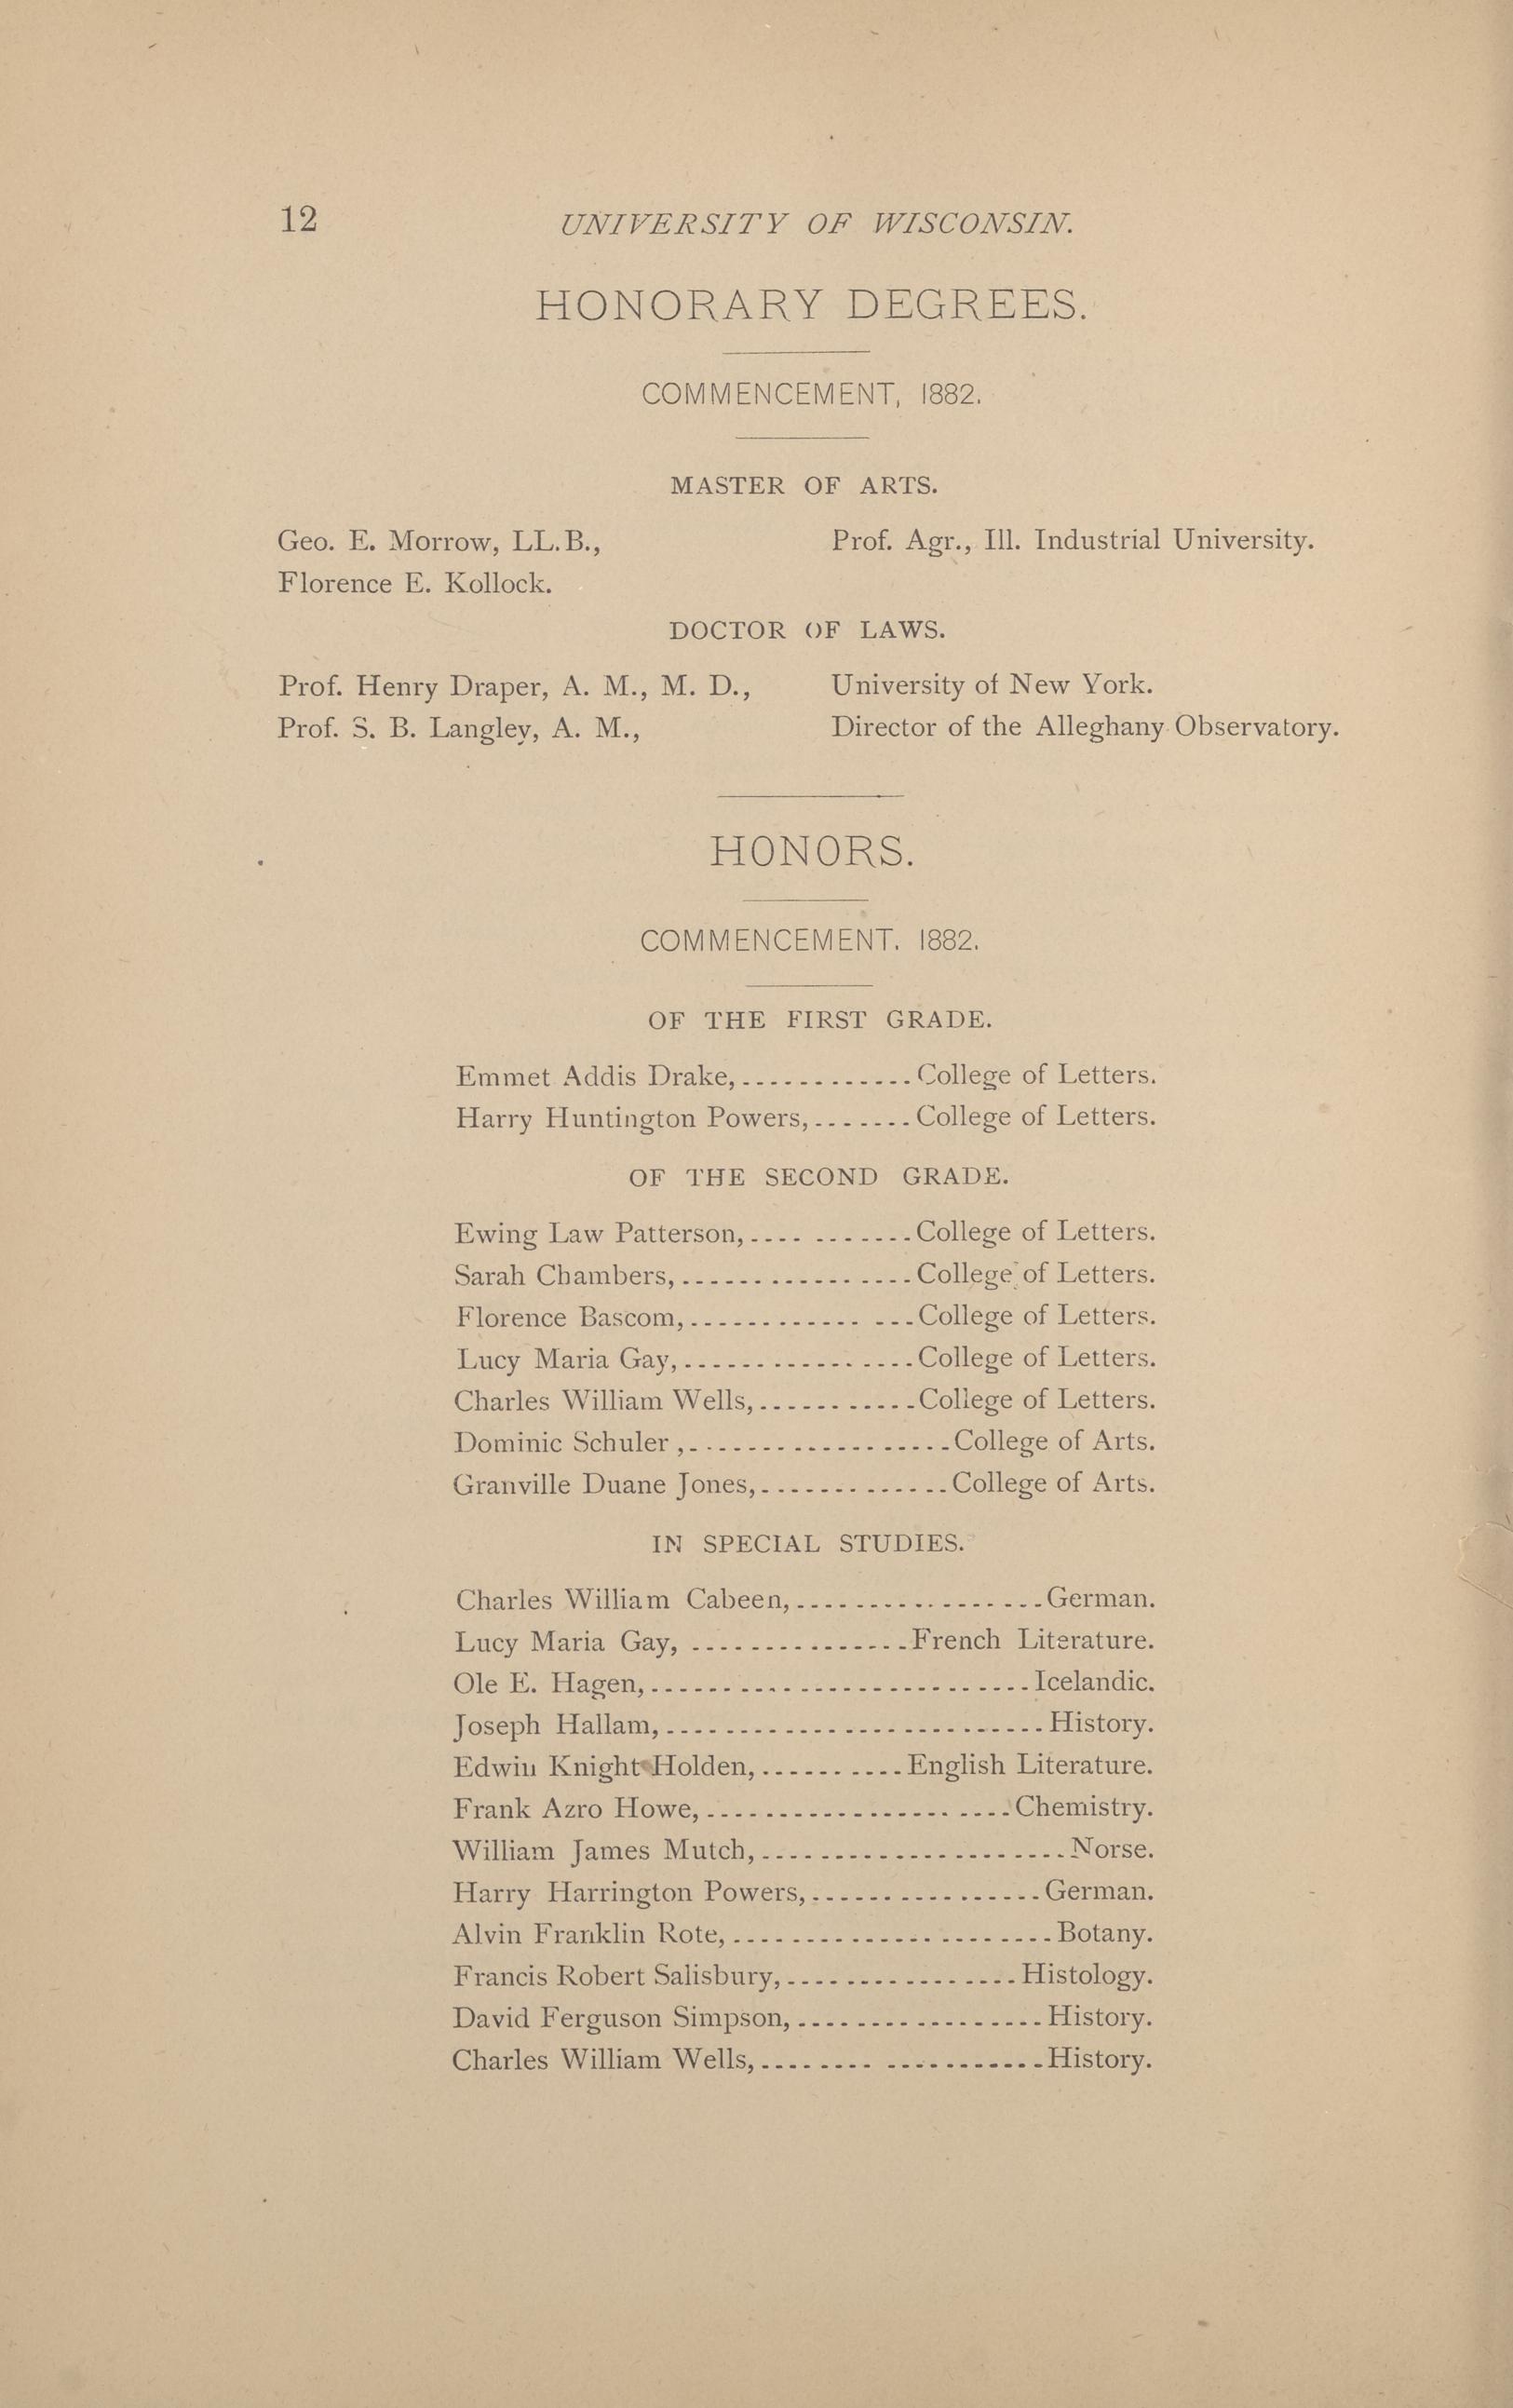 12 UNIVERSITY OF WISCONSIN.
HONORARY DEGREES.
COMMENCEMENT, 1882.
MASTER OF ARTS.
Geo. E. Morrow, LL.B., Prof. Agr., Ill. Industrial University.
Florence E. Kollock.
DOCTOR OF LAWS.
Prof. Henry Draper, A. M., M. D., University of New York.
Prof. S. B. Langley, A. M., Director of the Alleghany Observatory.
HONORS.
COMMENCEMENT. 1882.
OF THE FIRST GRADE.
Emmet Addis Drake,............College of Letters.
Harry Huntington Powers,.......College of Letters.
OF THE SECOND GRADE.
Ewing Law Patterson,.... .......College of Letters.
Sarah Chambers,................College of Letters.
Florence Bascom,............ ...College of Letters.
Lucy Maria Gay,................College of Letters.
Charles William Wells,...........College of Letters.
Dominic Schuler ,..................College of Arts.
Granville Duane Jones,.............College of Arts.
IN SPECIAL STUDIES.
Charles William Cabeen,.................German.
Lucy Maria Gay, ...............French Literature.
Ole E. Hagen,..........................Icelandic.
Joseph Hallam,..........................History.
Edwin Knight Holden,..........English Literature.
Frank Azro Howe,.....................Chemistry.
William James Mutch,.....................Norse.
Harry Harrington Powers,................German.
Alvin Franklin Rote,......................Botany.
Francis Robert Salisbury,................Histology.
David Ferguson Simpson,.................History.
Charles William Wells,........ ...........History.